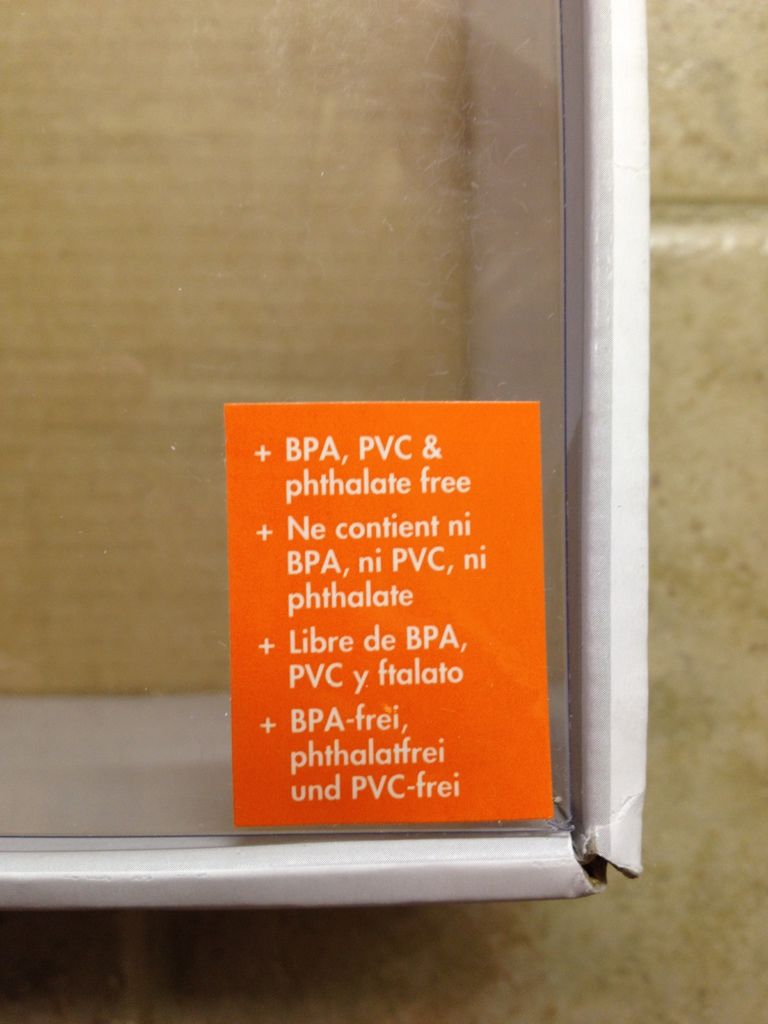 + BPA, PVC &
phthalate free
+ Ne contient ni
BPA, ni PVC, ni
phthalate
+ Libre de BPA,
PVC y ftalato
+ BPA-frei,
phthalatfrei
und PVC-frei